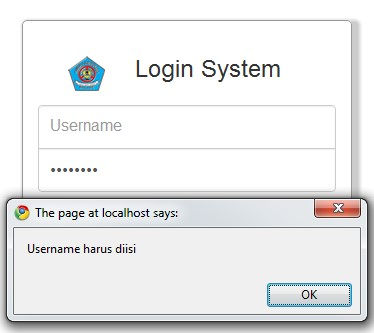 Login System
Username
••••••••
The page at localhost says:
Username harus diisi
OK